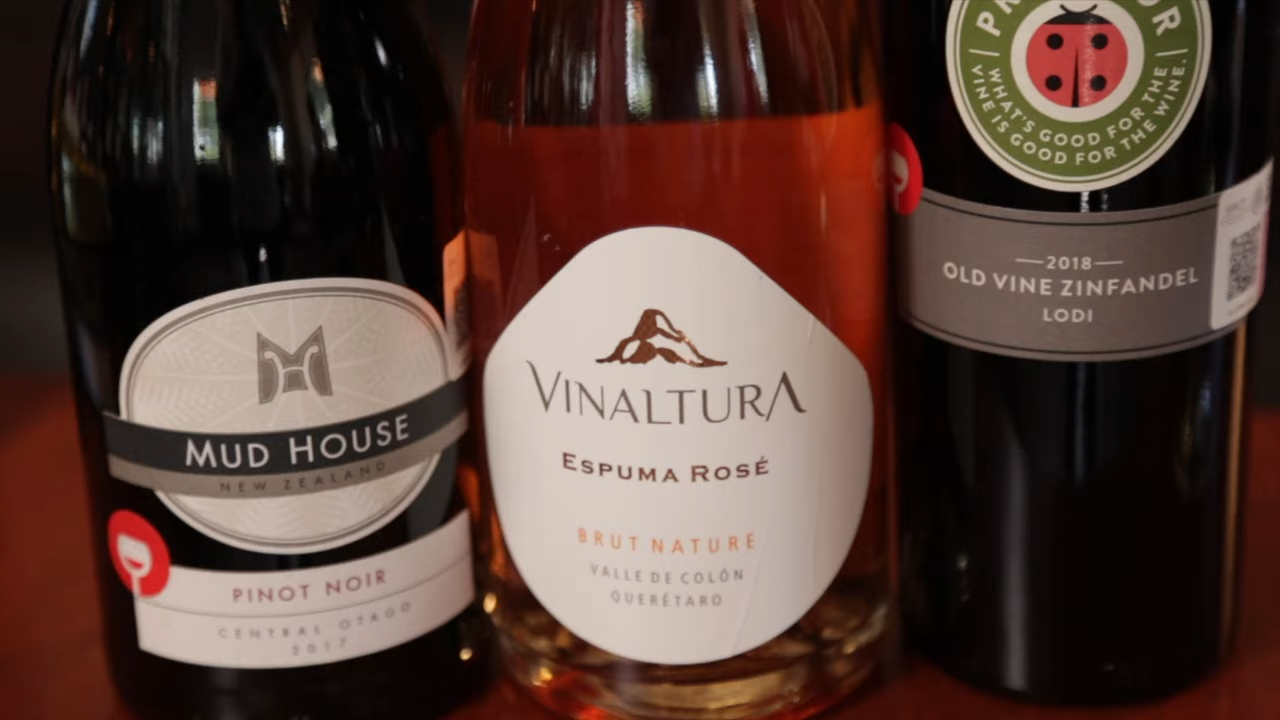 MUD HOUSE
NEW ZEALAND
PINOT NOIR
CENTRAL OTAGO
2017
VINALTURA
ESPUMA ROSÉ
BRUT NATURE
VALLE DE COLÓN
QUERÉTARO
WHAT'S GOOD FOR THE
VINE IS GOOD FOR THE WINE.
2018
OLD VINE ZINFANDEL
LODI